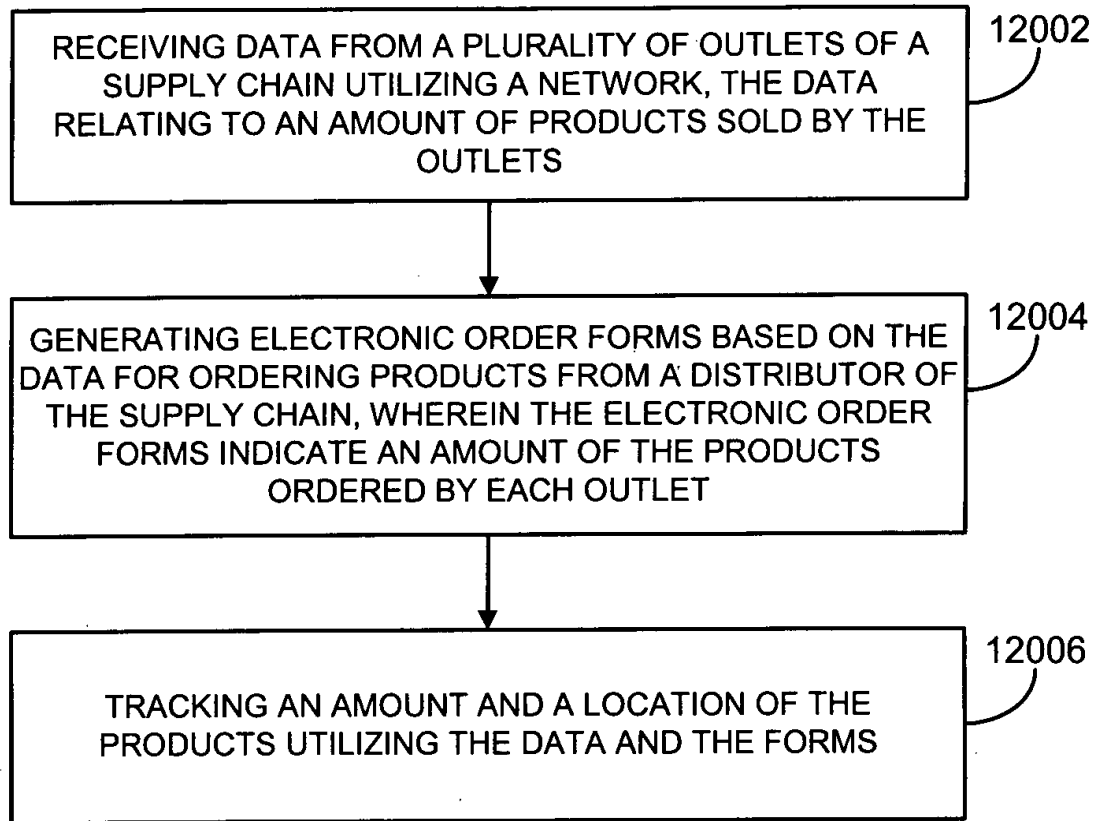 12002
RECEIVING DATA FROM A PLURALITY OF OUTLETS OF A
SUPPLY CHAIN UTILIZING A NETWORK, THE DATA
RELATING TO AN AMOUNT OF PRODUCTS SOLD BY THE
OUTLETS
12004
GENERATING ELECTRONIC ORDER FORMS BASED ON THE
DATA FOR ORDERING PRODUCTS FROM A DISTRIBUTOR OF
THE SUPPLY CHAIN, WHEREIN THE ELECTRONIC ORDER
FORMS INDICATE AN AMOUNT OF THE PRODUCTS
ORDERED BY EACH OUTLET
12006
TRACKING AN AMOUNT AND A LOCATION OF THE
PRODUCTS UTILIZING THE DATA AND THE FORMS